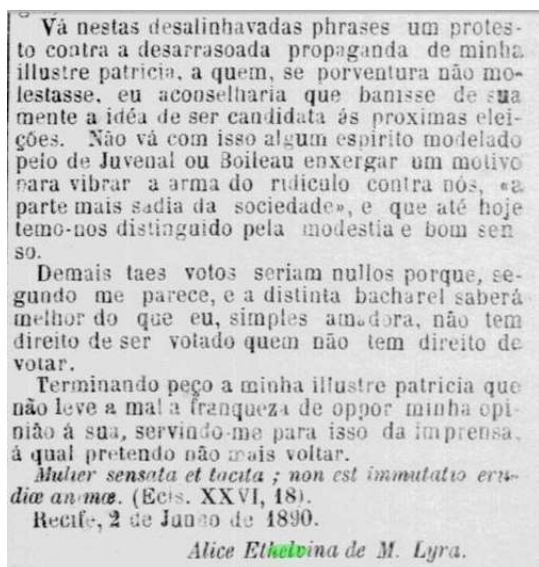 Vá nestas desalinhavadas phrases um protes-
to contra a desarrasoada propaganda de minha
illustre patricia, a quem, se porventura não mo-
lestasse, eu aconselharia que banisse de sua
mente a idéa de ser candidata ás proximas elei-
ções. Não vá com isso algum espirito modelado
pelo de Juvenal ou Boileau enxergar um motivo
para vibrar a arma do ridiculo contra nós, «a
parte mais sadia da sociedade», e que até hoje
temo-nos distinguido pela modestia e bom sen
so.
Demais taes votos seriam nullos porque, se-
gundo me parece, e a distinta bacharel saberá
melhor do que eu, simples amadora, não tem
direito de ser votado quem não tem direito de
votar.
Terminando peço a minha illustre patricia que
não leve a mal a franqueza de oppor minha opi
nião á sua, servindo-me para isso da imprensa,
á qual pretendo não mais voltar.
Mulier sensata et tacita ; non est immutatio eru-
diæ animæ. (Ecis. XXVI, 18).
Recife, 2 de Junho de 1890.
Alice Ethelvina de M. Lyra.